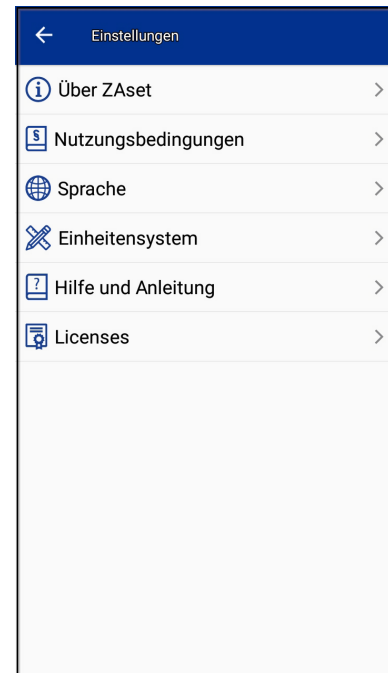 Einstellungen
Über ZAset
Nutzungsbedingungen
Sprache
Einheitensystem
Hilfe und Anleitung
Licenses